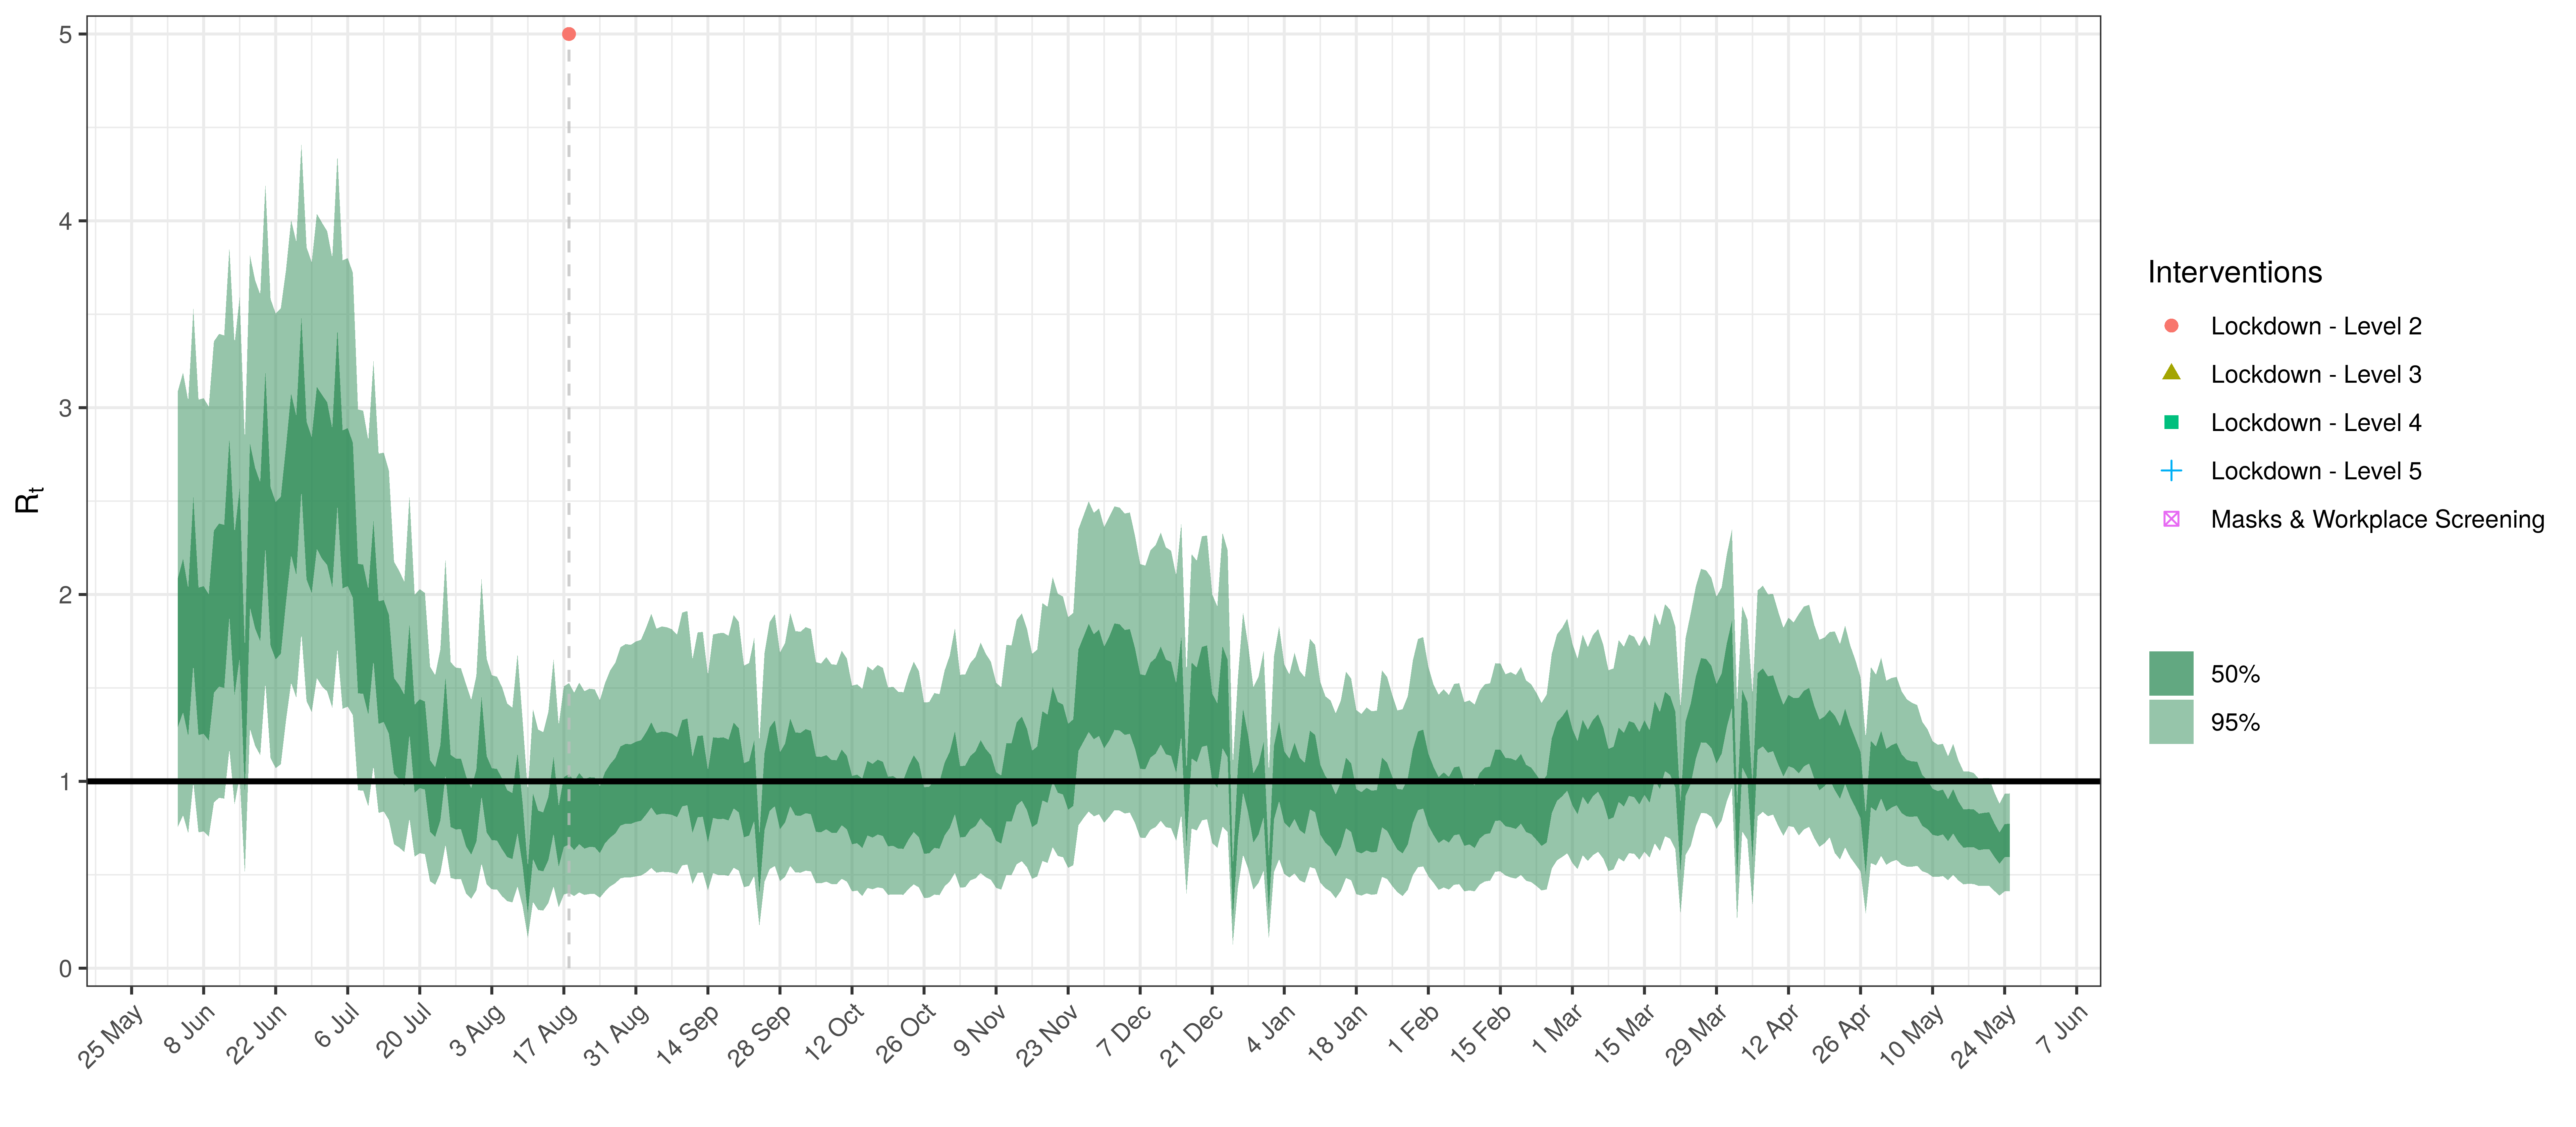 5
4
3
2
1
0
Rt
25 May
8 Jun
22 Jun
6 Jul
20 Jul
3 Aug
17 Aug
31 Aug
14 Sep
28 Sep
12 Oct
26 Oct
9 Nov
23 Nov
7 Dec
21 Dec
4 Jan
18 Jan
1 Feb
15 Feb
1 Mar
15 Mar
29 Mar
12 Apr
26 Apr
10 May
24 May
7 Jun
Interventions
Lockdown - Level 2
Lockdown - Level 3
Lockdown - Level 4
Lockdown - Level 5
Masks & Workplace Screening
50%
95%